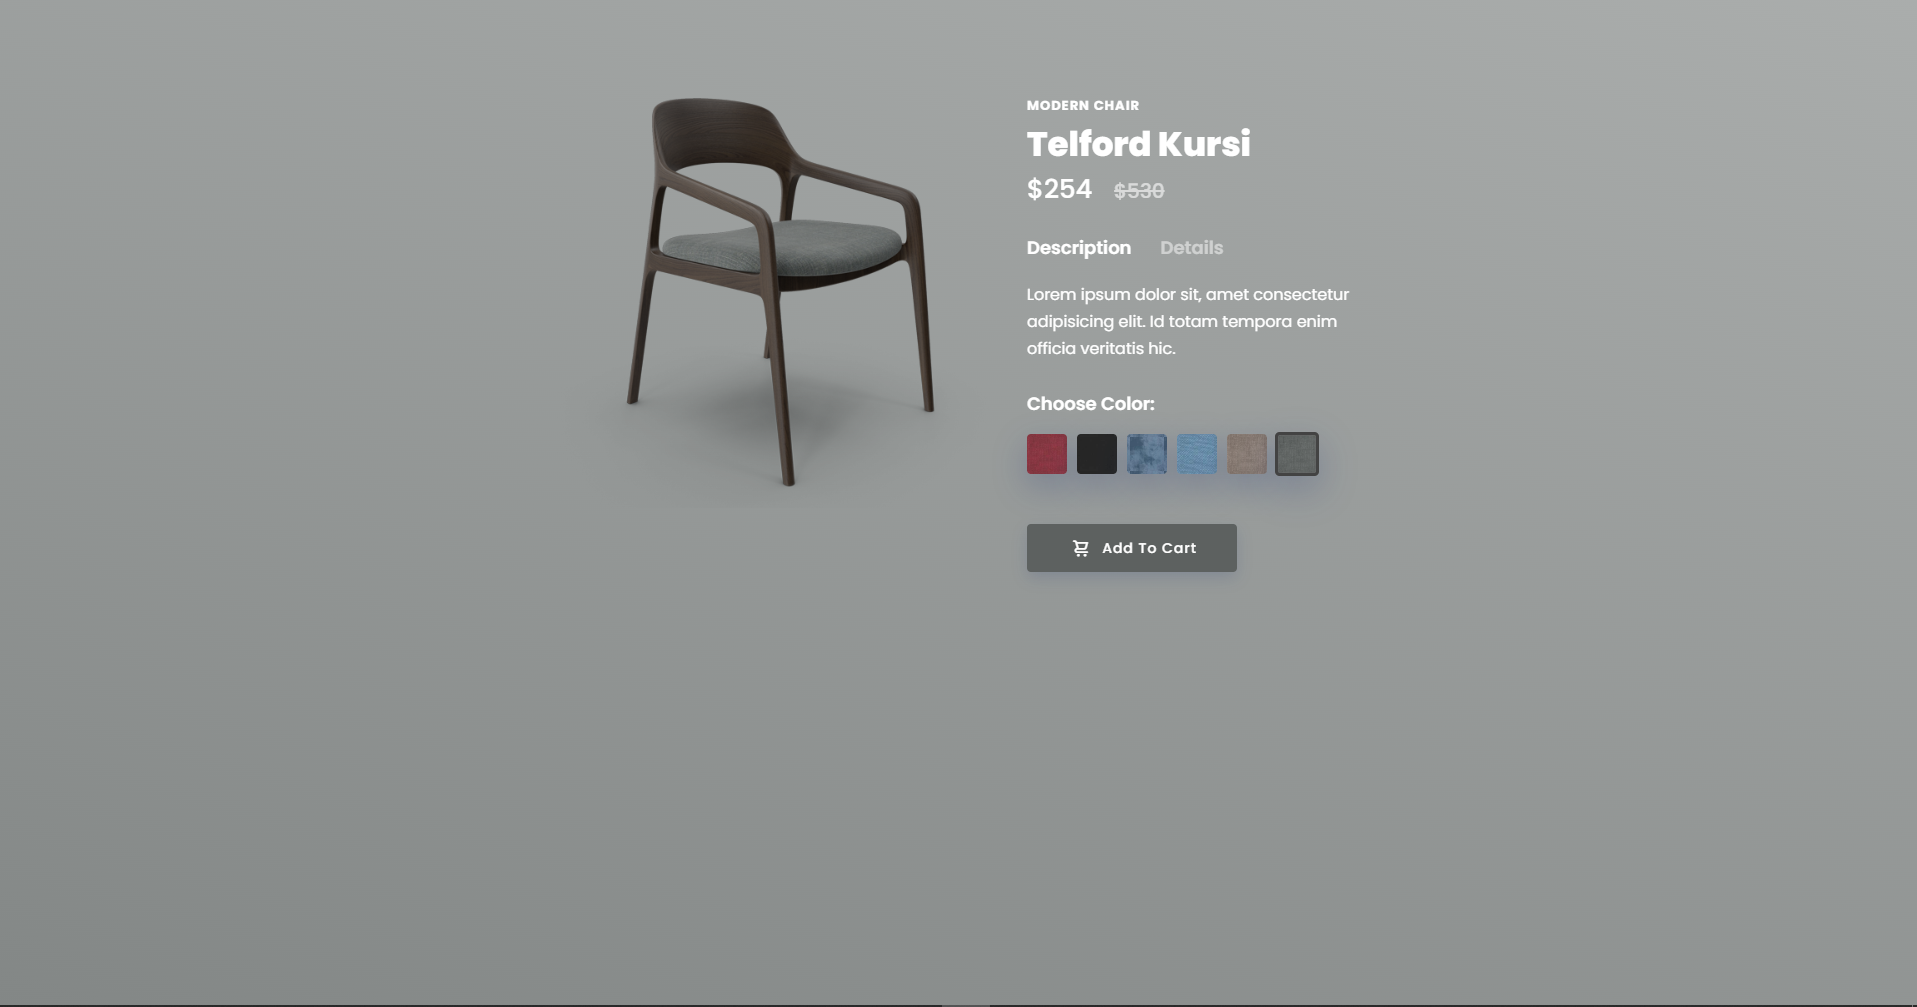 MODERN CHAIR
Telford Kursi
$254 $530
Description Details
Lorem ipsum dolor sit, amet consectetur
adipisicing elit. Id totam tempora enim
officia veritatis hic.
Choose Color:
Add To Cart